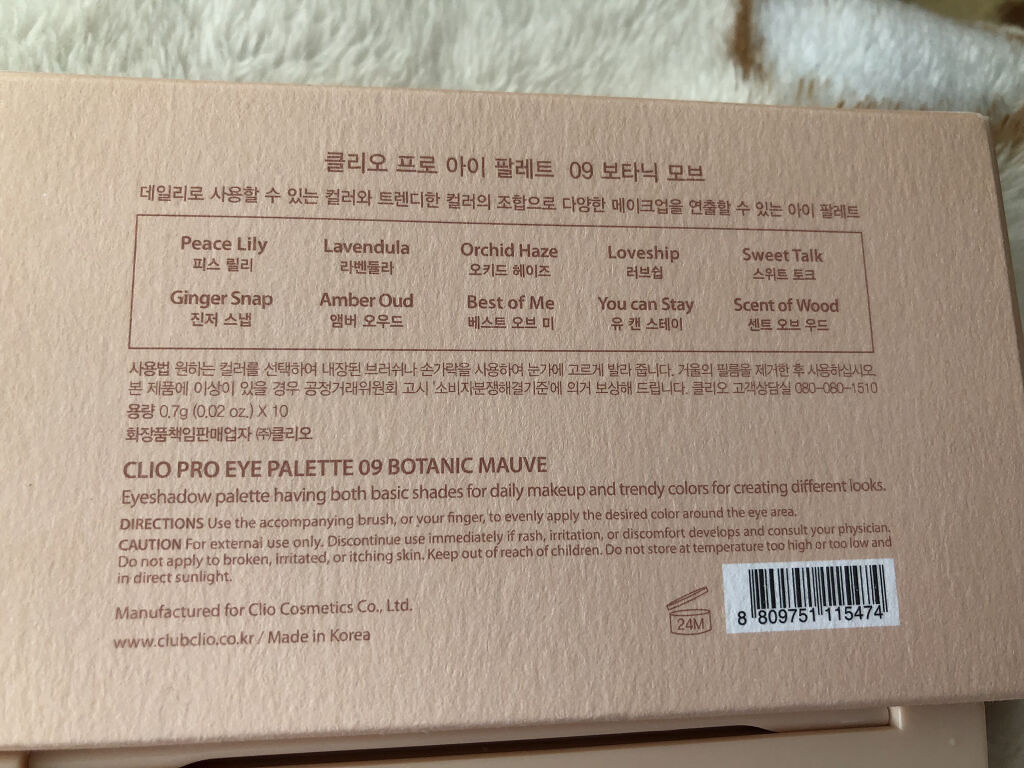 클리오 프로 아이 팔레트 09 보타닉 모브
데일리로 사용할 수 있는 컬러와 트렌디한 컬러의 조합으로 다양한 메이크업을 연출할 수 있는 아이 팔레트
Peace Lily Lavendula Orchid Haze Loveship Sweet Talk
피스 릴리 라벤듈라 오키드 헤이즈 러브쉽 스위트 토크
Ginger Snap Amber Oud Best of Me You can Stay Scent of Wood
진저 스냅 앰버 오우드 베스트 오브 미 유 캔 스테이 센트 오브 우드
사용법 원하는 컬러를 선택하여 내장된 브러쉬나 손가락을 사용하여 눈가에 고르게 발라 줍니다. 거울의 필름을 제거한 후 사용하십시오.
본 제품에 이상이 있을 경우 공정거래위원회 고시 '소비자분쟁해결기준'에 의거 보상해 드립니다. 클리오 고객상담실 080-080-1510
용량 0.7g (0.02 oz.) X 10
화장품책임판매업자 ㈜클리오
CLIO PRO EYE PALETTE 09 BOTANIC MAUVE
Eyeshadow palette having both basic shades for daily makeup and trendy colors for creating different looks.
DIRECTIONS Use the accompanying brush, or your finger, to evenly apply the desired color around the eye area.
CAUTION For external use only. Discontinue use immediately if rash, irritation, or discomfort develops and consult your physician.
Do not apply to broken, irritated, or itching skin. Keep out of reach of children. Do not store at temperature too high or too low and
in direct sunlight.
Manufactured for Clio Cosmetics Co., Ltd.
www.clubclio.co.kr / Made in Korea
24M
8 809751 115474